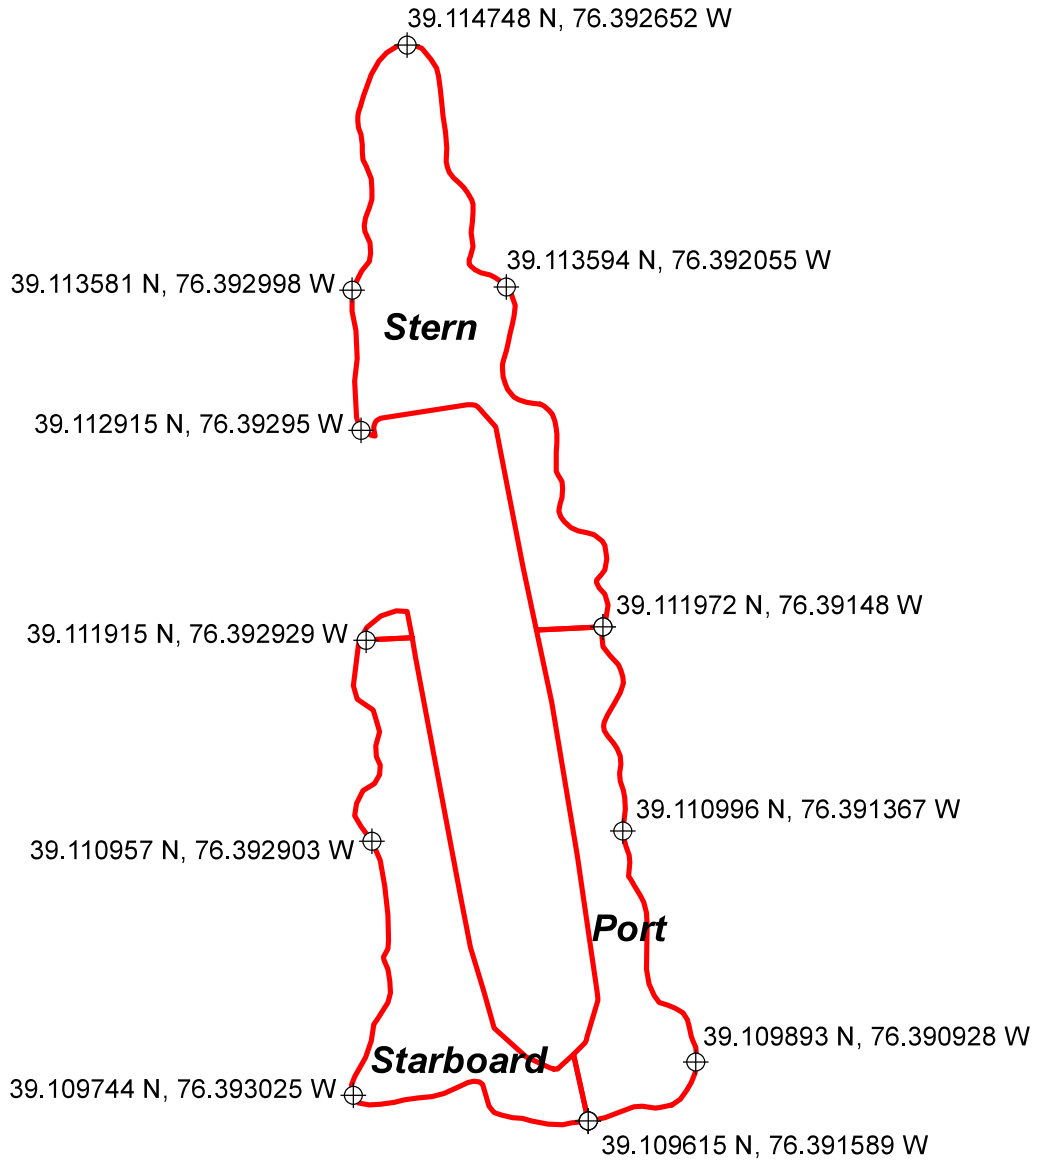 39.114748 N, 76.392652 W
39.113594 N, 76.392055 W
39.113581 N, 76.392998 W
Stern
39.112915 N, 76.39295 W
39.111972 N, 76.39148 W
39.111915 N, 76.392929 W
39.110996 N, 76.391367 W
39.110957 N, 76.392903 W
Port
39.109893 N, 76.390928 W
Starboard
39.109744 N, 76.393025 W
39.109615 N, 76.391589 W